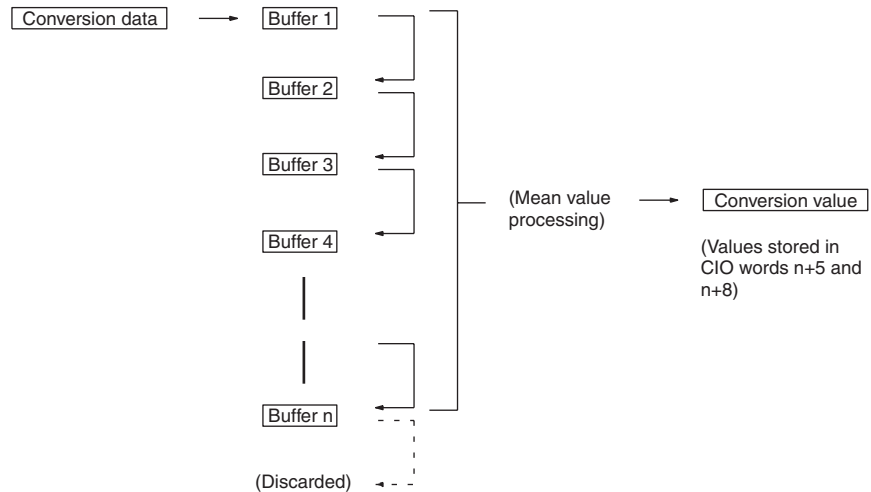 Conversion data
Buffer 1
Buffer 2
Buffer 3
Buffer 4
Buffer n
(Discarded)
(Mean value
processing)
Conversion value
(Values stored in
CIO words n+5 and
n+8)